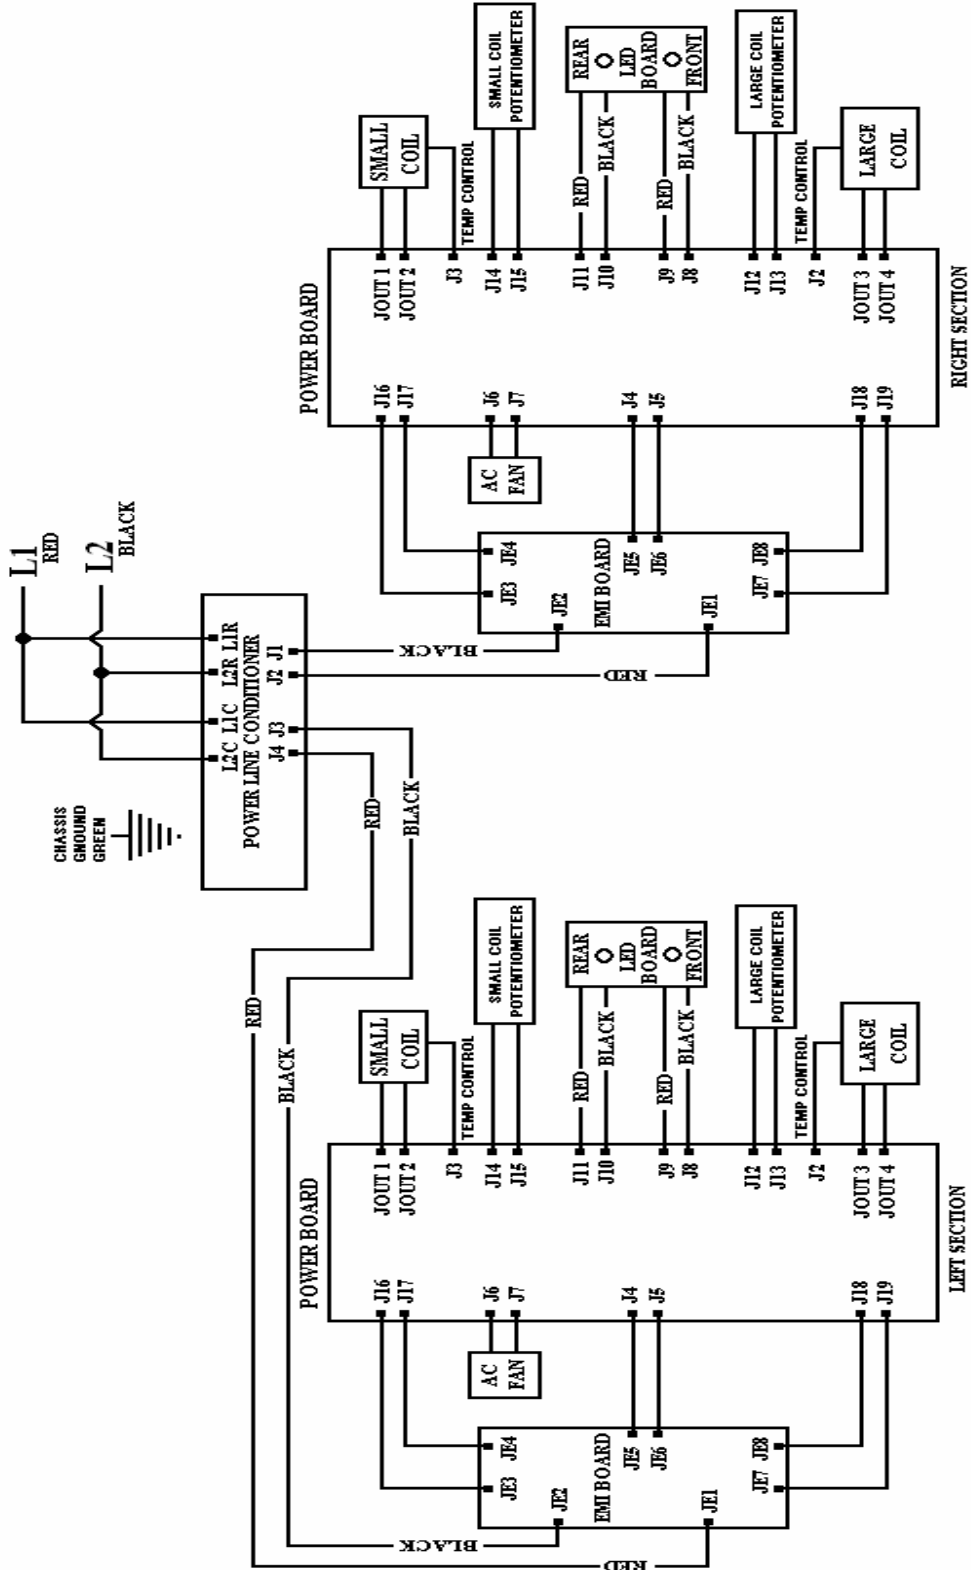 L1
RED
L2
BLACK
CHASSIS
GNOUND
GREEN
L2C L1C L2R L1R
POWER LINE CONDITIONER
J4 J3 J2 J1
RED
BLACK
RED
BLACK
BLACK
RED
POWER BOARD
JOUT 1
JOUT 2
J3
J14
J15
J11
J10
J9
J8
J12
J13
J2
JOUT 3
JOUT 4
J16
J17
J6
J7
J4
J5
J18
J19
SMALL
COIL
TEMP CONTROL
SMALL COIL
POTENTIOMETER
REAR
LED
BOARD
FRONT
RED
BLACK
RED
BLACK
LARGE COIL
POTENTIOMETER
TEMP CONTROL
LARGE
COIL
AC
FAN
JE3
JE4
JE2
EMI BOARD
JE5
JE6
JE1
JE7
JE8
RIGHT SECTION
BLACK
RED
POWER BOARD
JOUT 1
JOUT 2
J3
J14
J15
J11
J10
J9
J8
J12
J13
J2
JOUT 3
JOUT 4
J16
J17
J6
J7
J4
J5
J18
J19
SMALL
COIL
TEMP CONTROL
SMALL COIL
POTENTIOMETER
REAR
LED
BOARD
FRONT
RED
BLACK
RED
BLACK
LARGE COIL
POTENTIOMETER
TEMP CONTROL
LARGE
COIL
AC
FAN
JE3
JE4
JE2
EMI BOARD
JE5
JE6
JE1
JE7
JE8
LEFT SECTION